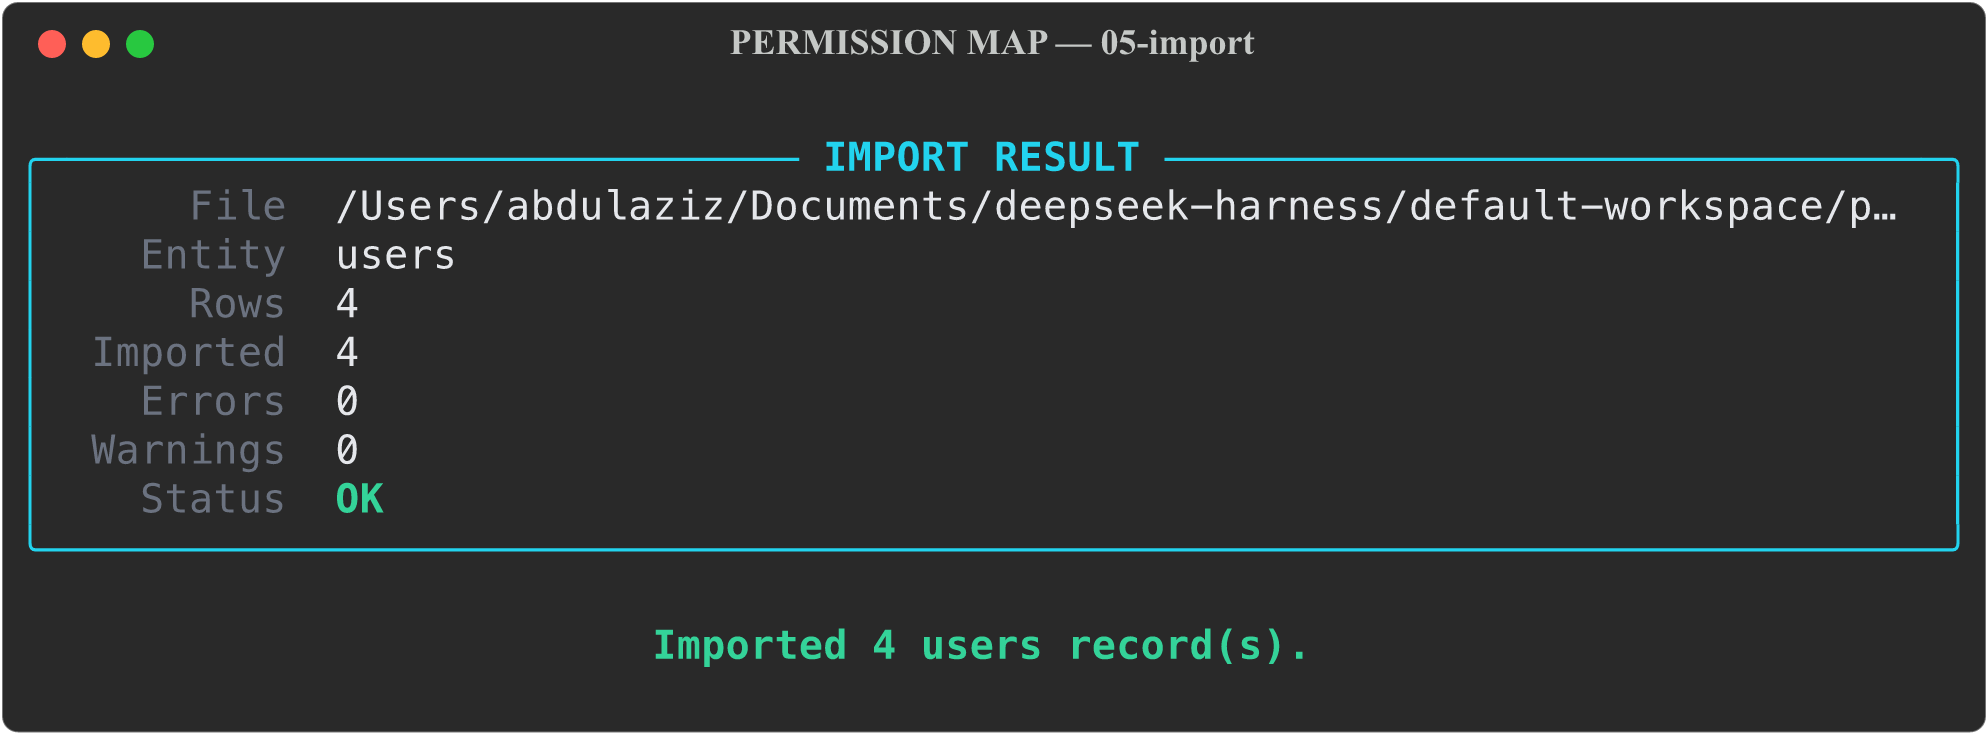 PERMISSION MAP — 05-import
IMPORT RESULT
File /Users/abdulaziz/Documents/deepseek-harness/default-workspace/p…
Entity users
Rows 4
Imported 4
Errors 0
Warnings 0
Status OK
Imported 4 users record(s).